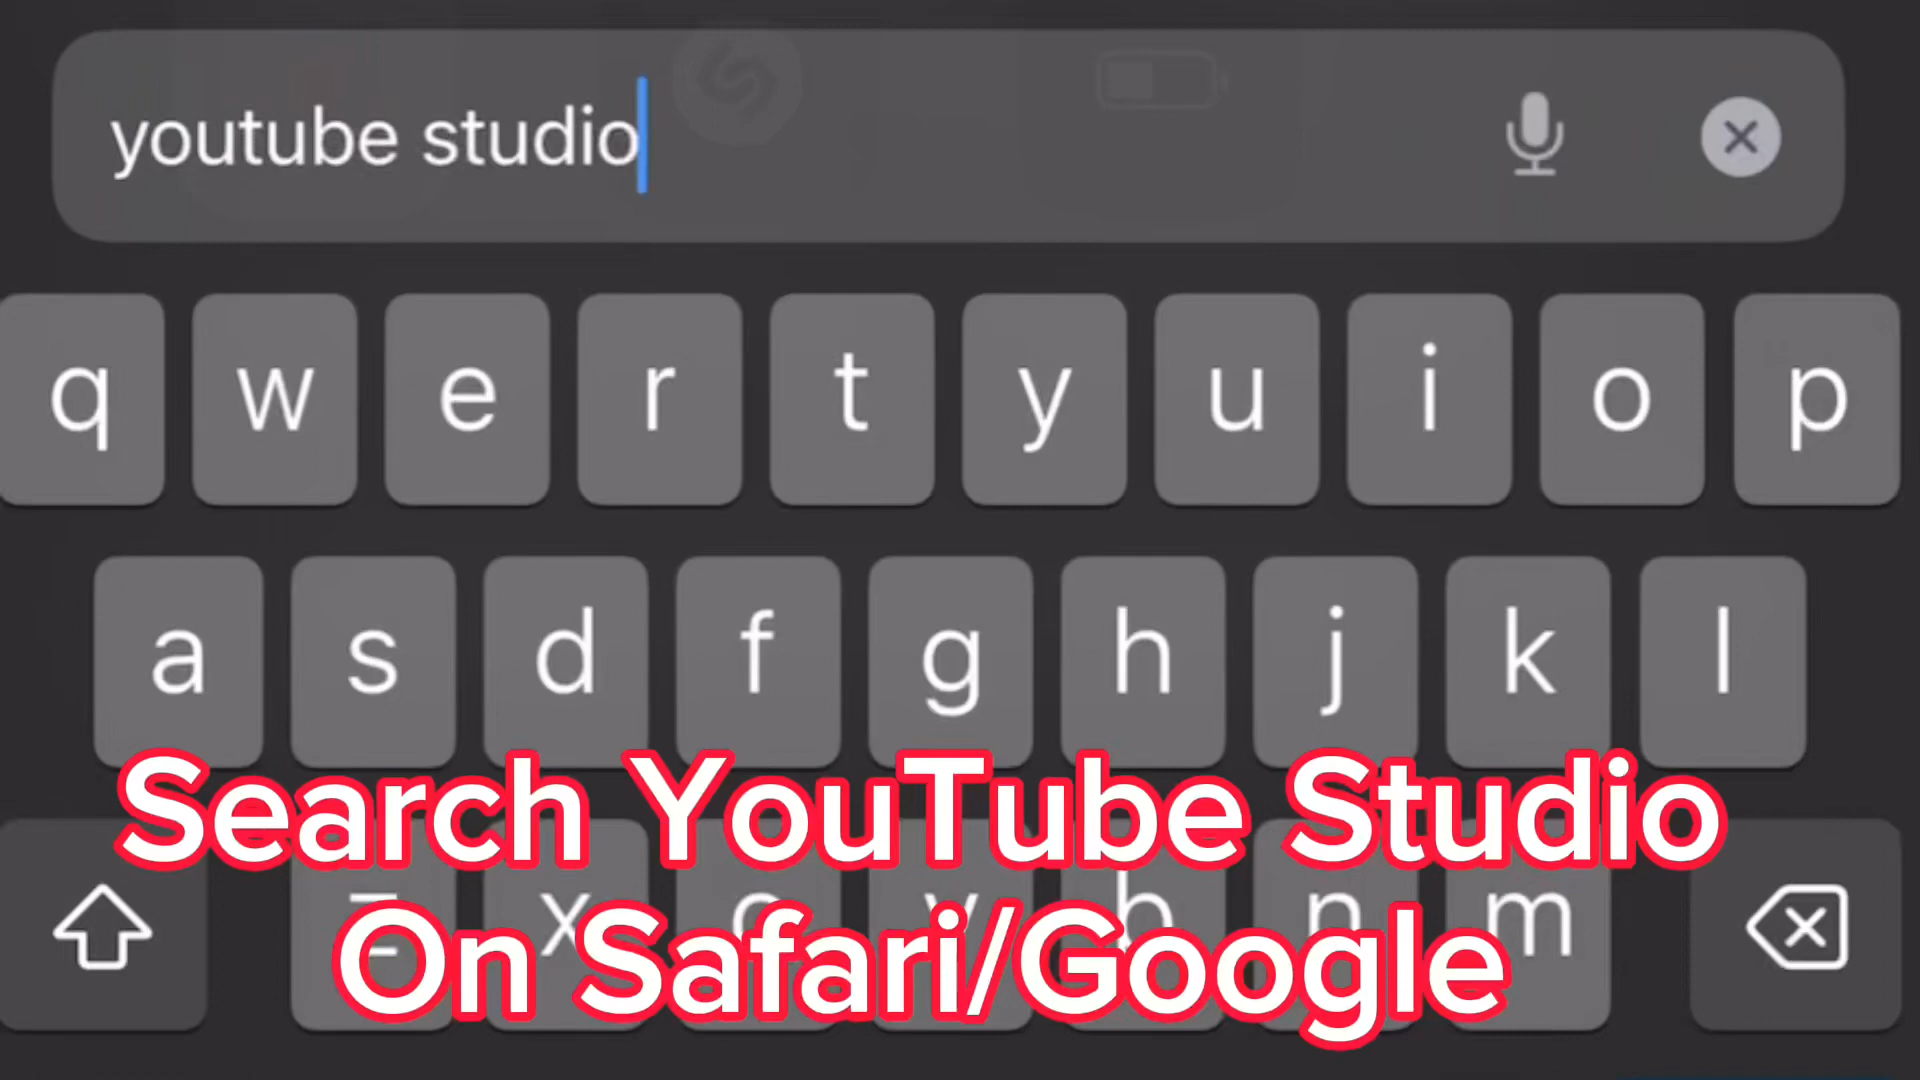 youtube studio
q w e r t y u i o p
a s d f g h j k l
z x c v b n m
Search YouTube Studio
On Safari/Google